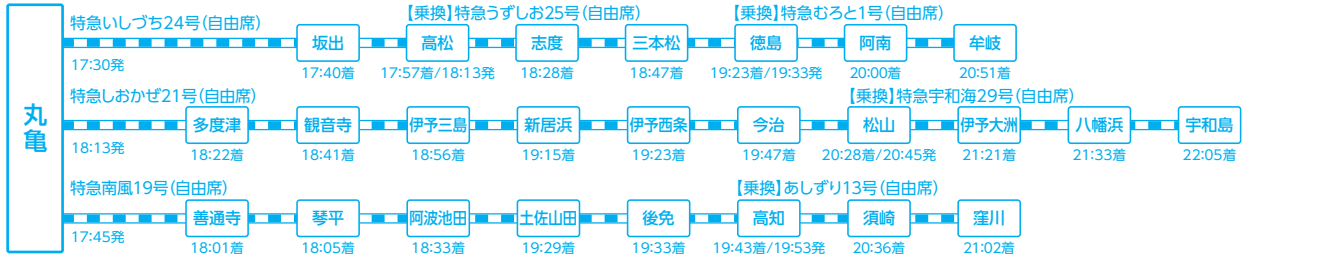 丸亀
特急いしづち24号（自由席）
【乗換】特急うずしお25号（自由席）
【乗換】特急むろと1号（自由席）
坂出 高松 志度 三本松 徳島 阿南 牟岐
17:30発 17:40着 17:57着/18:13発 18:28着 18:47着 19:23着/19:33発 20:00着 20:51着
特急しおかぜ21号（自由席）
【乗換】特急宇和海29号（自由席）
多度津 観音寺 伊予三島 新居浜 伊予西条 今治 松山 伊予大洲 八幡浜 宇和島
18:13発 18:22着 18:41着 18:56着 19:15着 19:23着 19:47着 20:28着/20:45発 21:21着 21:33着 22:05着
特急南風19号（自由席）
【乗換】あしずり13号（自由席）
善通寺 琴平 阿波池田 土佐山田 後免 高知 須崎 窪川
17:45発 18:01着 18:05着 18:33着 19:29着 19:33着 19:43着/19:53発 20:36着 21:02着